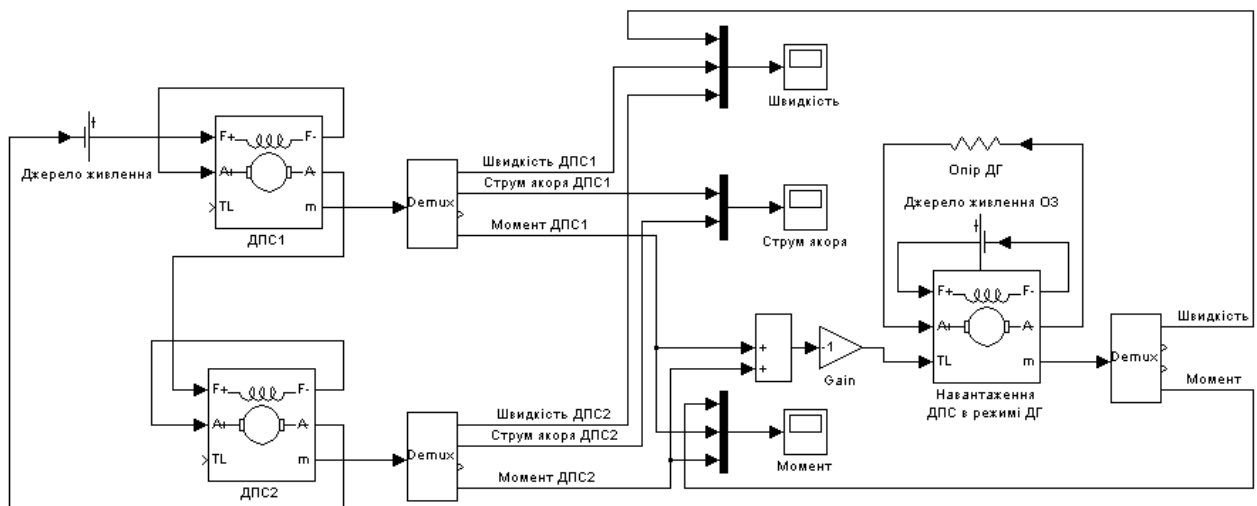 Джерело живлення
F+
F-
A+
A-
TL
m
ДПС1
Demux
Швидкість ДПС1
Струм якора ДПС1
Момент ДПС1
Швидкість
Струм якора
F+
F-
A+
A-
TL
m
ДПС2
Demux
Швидкість ДПС2
Струм якора ДПС2
Момент ДПС2
+
+
-1
Gain
Момент
Опір ДГ
Джерело живлення ОЗ
F+
F-
A+
A-
TL
m
Навантаження
ДПС в режимі ДГ
Demux
Швидкість
Момент